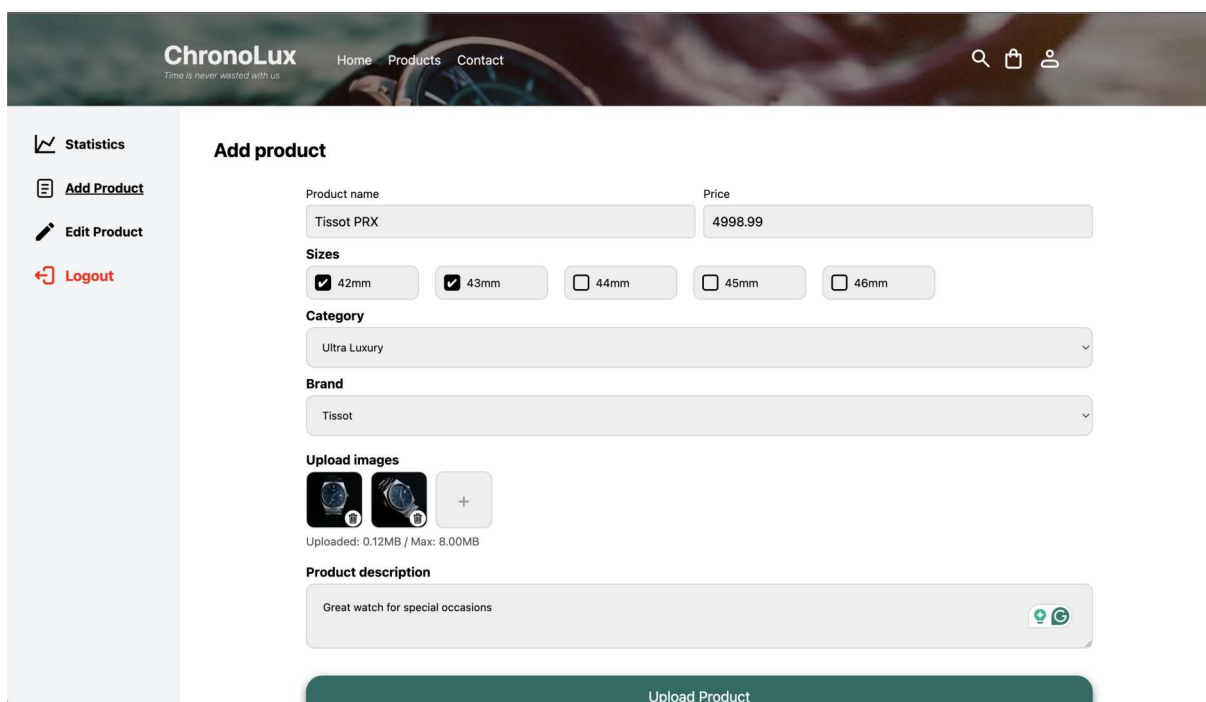 ChronoLux
Time is never wasted with us
Home Products Contact
Statistics
Add Product
Edit Product
Logout
Add product
Product name
Price
Tissot PRX
4998.99
Sizes
42mm 43mm 44mm 45mm 46mm
Category
Ultra Luxury
Brand
Tissot
Upload images
+
Uploaded: 0.12MB / Max: 8.00MB
Product description
Great watch for special occasions
Upload Product